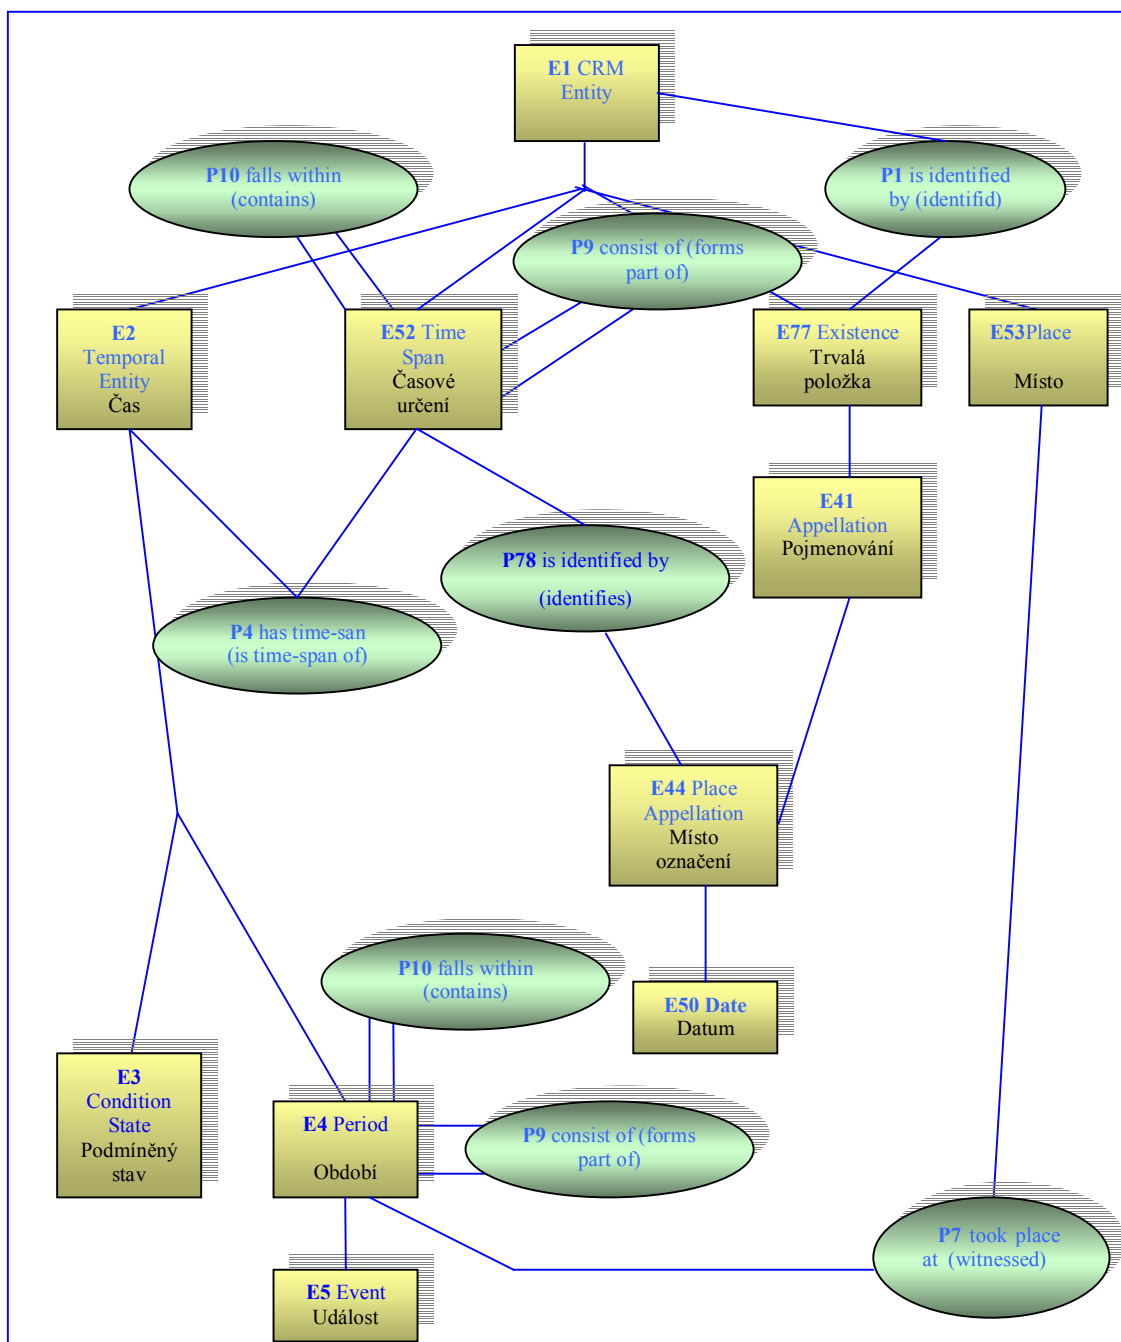 E1 CRM
Entity
P10 falls within
(contains)
P1 is identified
by (identifid)
P9 consist of (forms
part of)
E2
Temporal
Entity
Čas
E52 Time
Span
Časové
určení
E77 Existence
Trvalá
položka
E53Place
Místo
E41
Appellation
Pojmenování
P78 is identified by
(identifies)
P4 has time-san
(is time-span of)
E44 Place
Appellation
Místo
označení
P10 falls within
(contains)
E50 Date
Datum
E3
Condition
State
Podmíněný
stav
E4 Period
Období
P9 consist of (forms
part of)
P7 took place
at (witnessed)
E5 Event
Událost